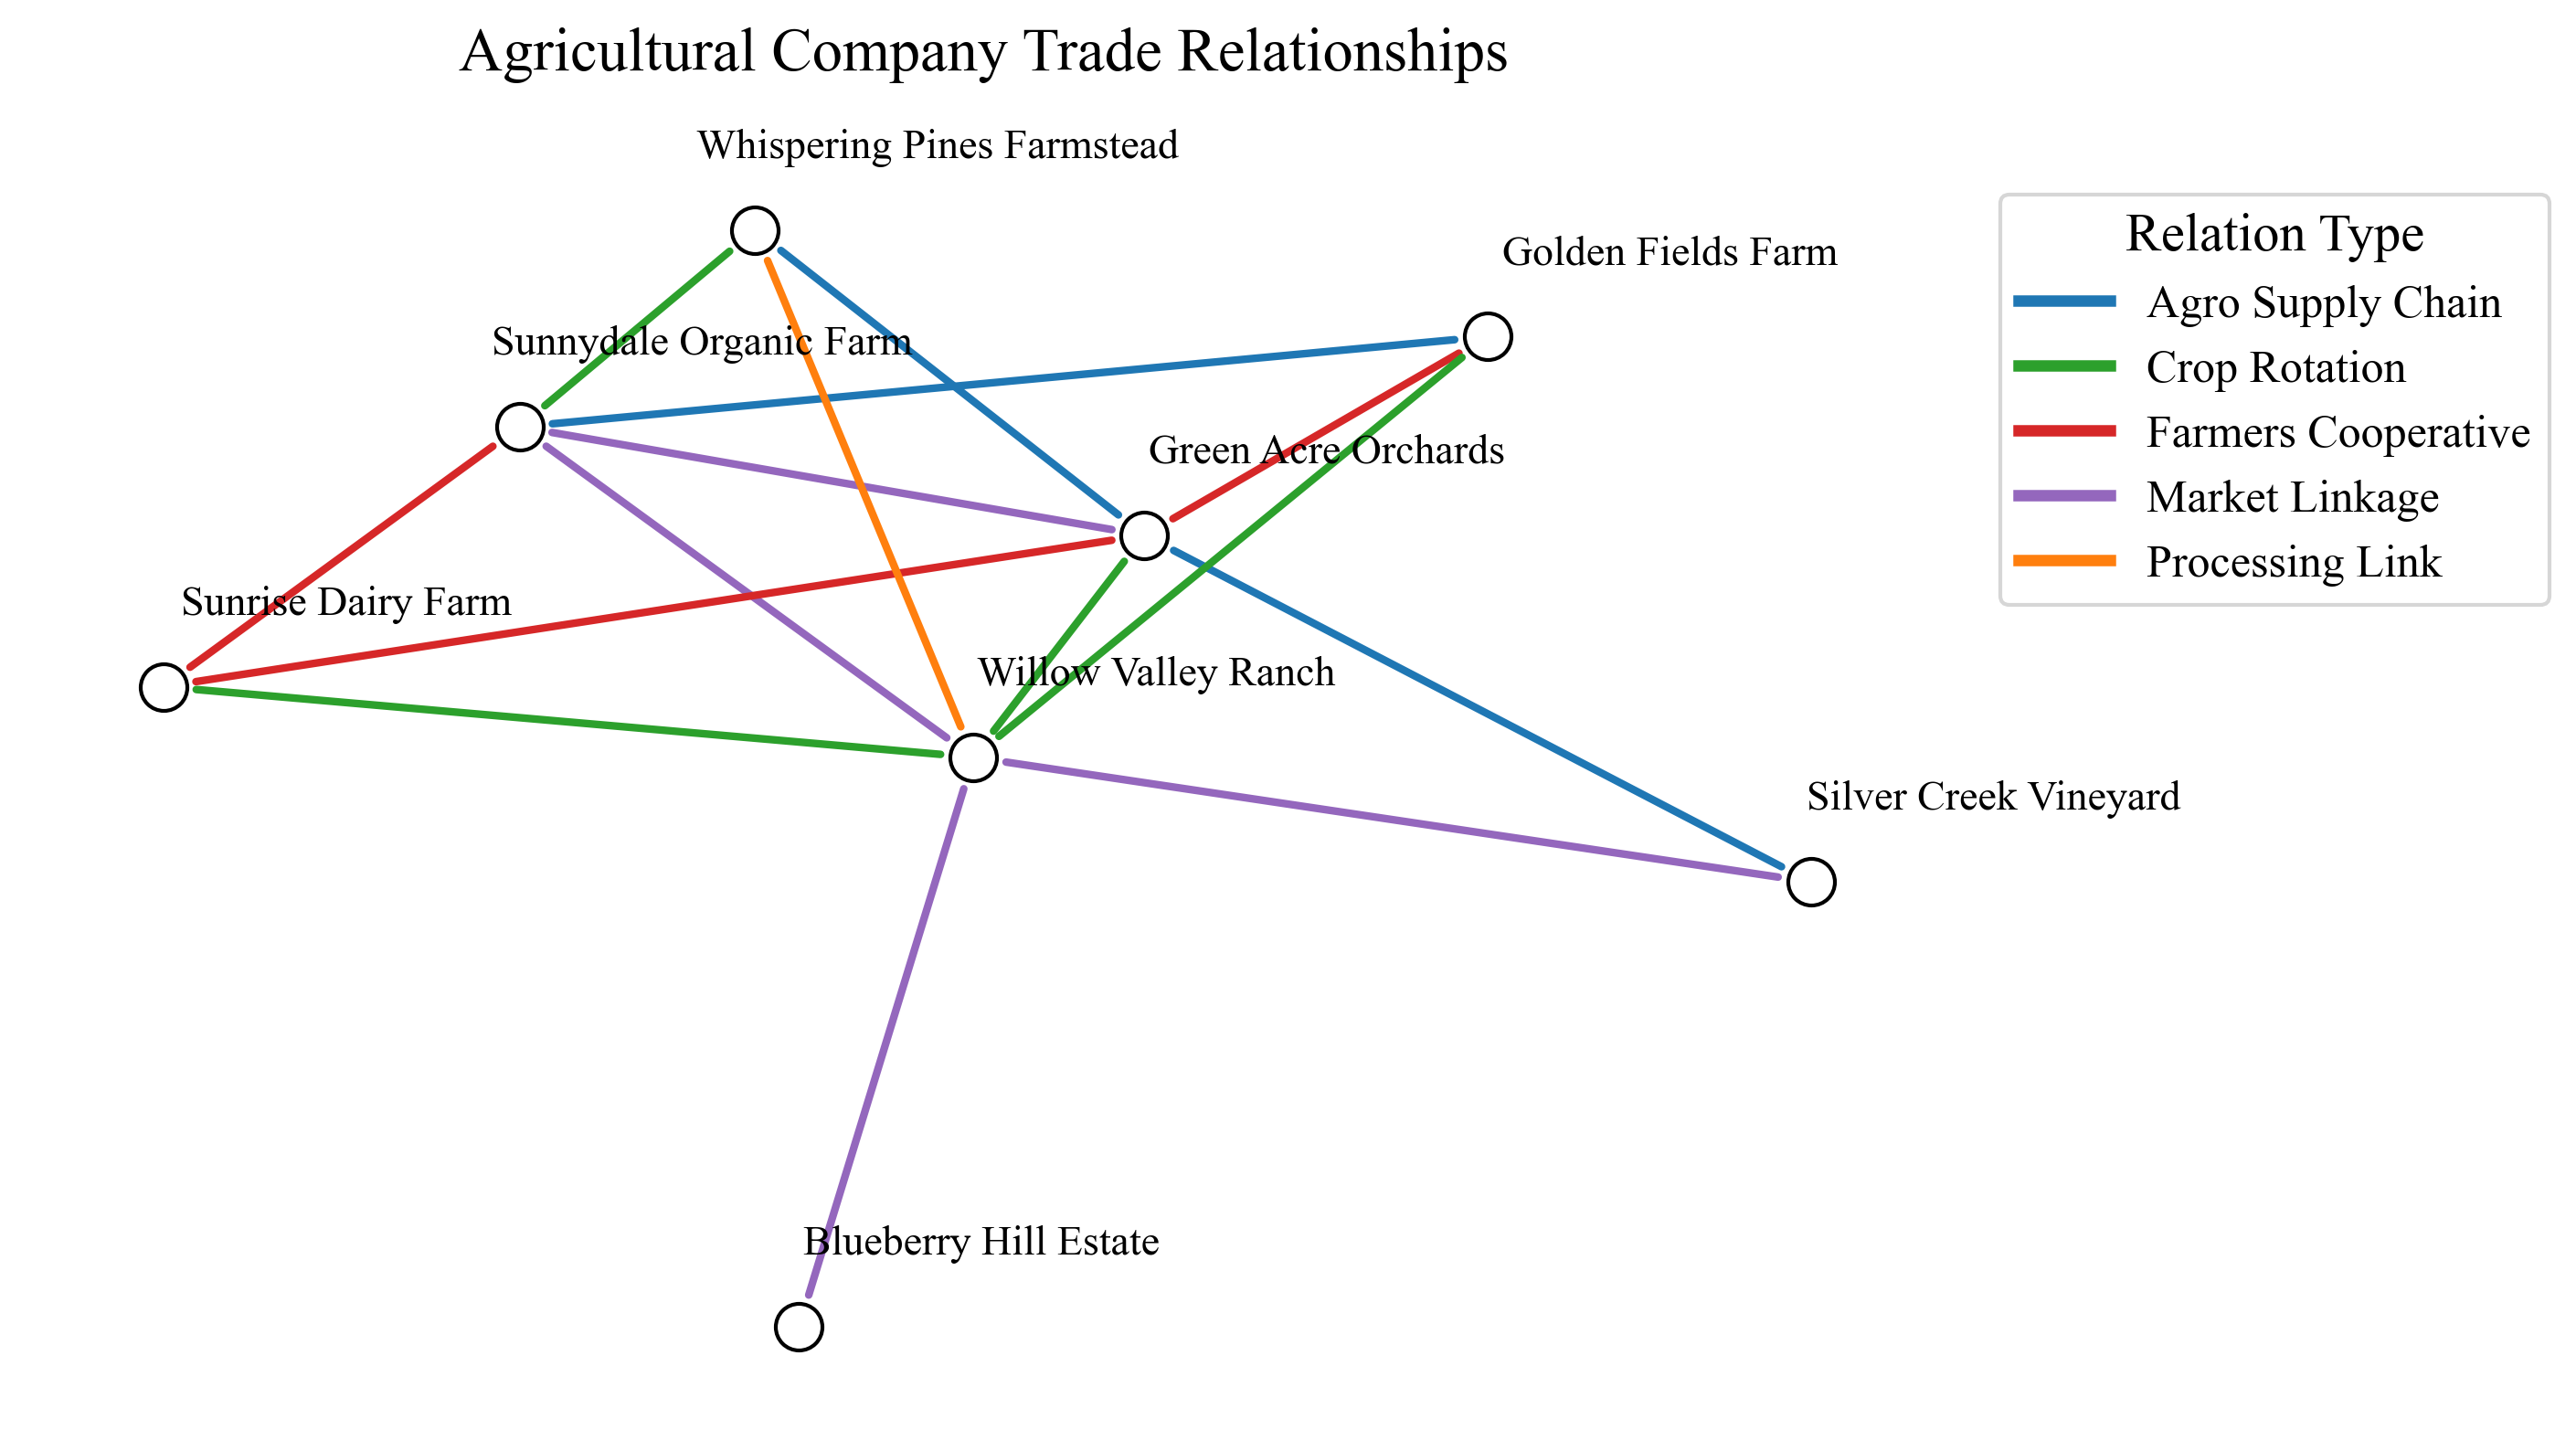 Agricultural Company Trade Relationships
Whispering Pines Farmstead
Golden Fields Farm
Sunnydale Organic Farm
Green Acre Orchards
Sunrise Dairy Farm
Willow Valley Ranch
Silver Creek Vineyard
Blueberry Hill Estate
Relation Type
Agro Supply Chain
Crop Rotation
Farmers Cooperative
Market Linkage
Processing Link